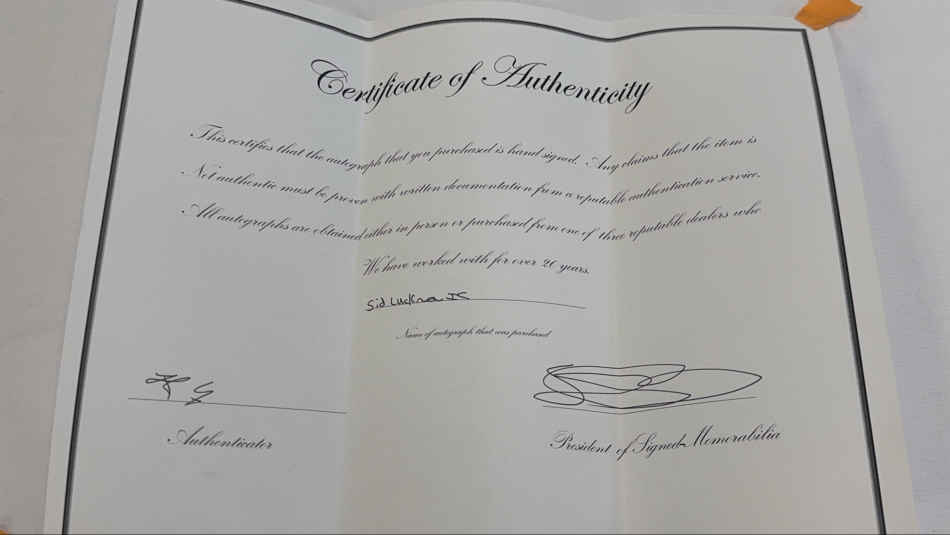 Certificate of Authenticity
This certifies that the autograph that you purchased is hand signed. Any claims that the item is
Not authentic must be proven with written documentation from a reputable authentication service.
All autographs are obtained either in person or purchased from one of three reputable dealers who
We have worked with for over 20 years.
Sid
Name of autograph that was purchased
Authenticator
President of Signed Memorabilia